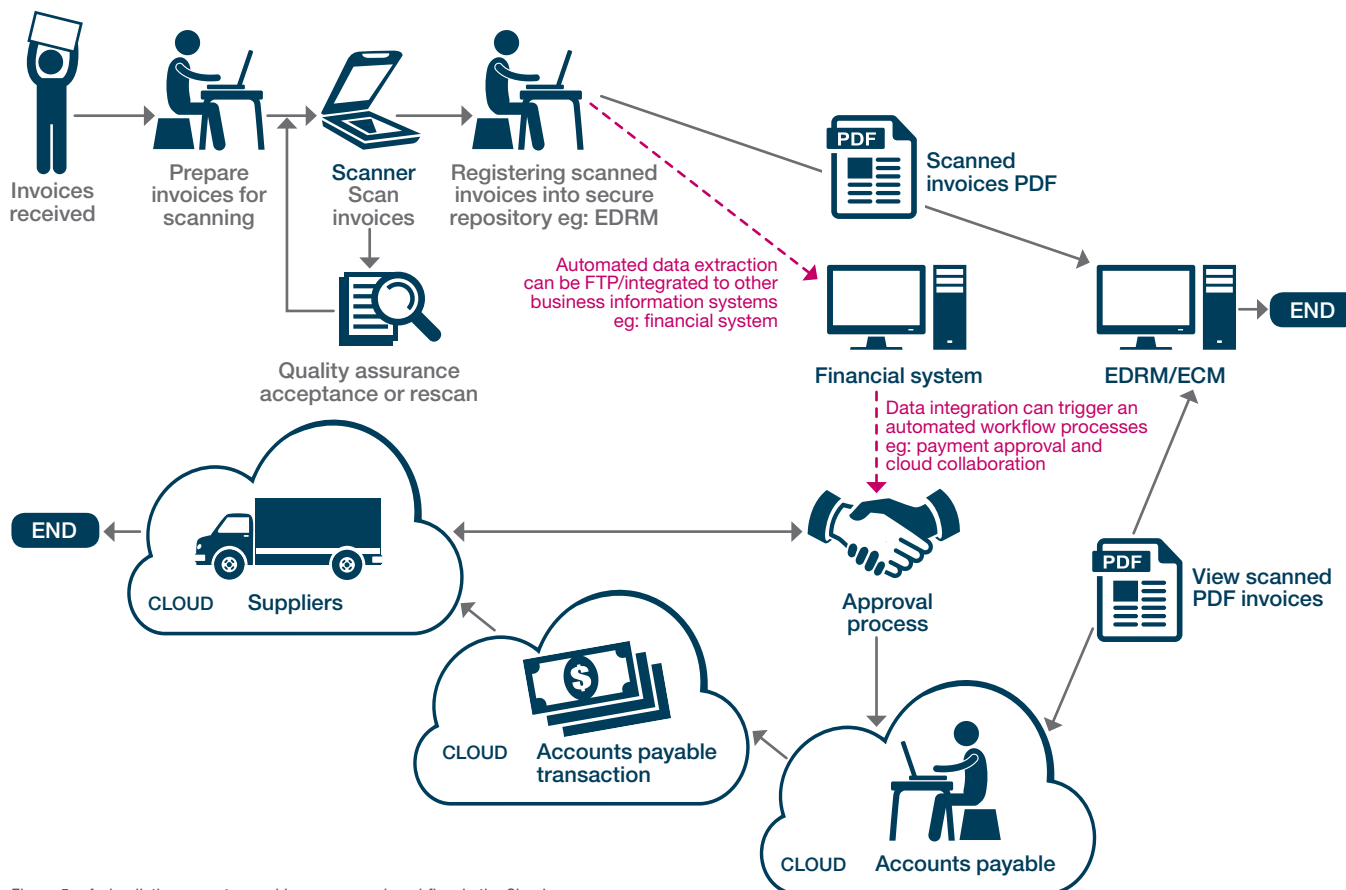 Invoices
received
Prepare
invoices for
scanning
Scanner
Scan
invoices
Registering scanned
invoices into secure
repository eg: EDRM
PDF
Scanned
invoices PDF
Quality assurance
acceptance or rescan
Automated data extraction
can be FTP/integrated to other
business information systems
eg: financial system
Financial system
EDRM/ECM
END
Data integration can trigger an
automated workflow processes
eg: payment approval and
cloud collaboration
END
CLOUD Suppliers
Approval
process
PDF
View scanned
PDF invoices
$
CLOUD Accounts payable
transaction
CLOUD Accounts payable